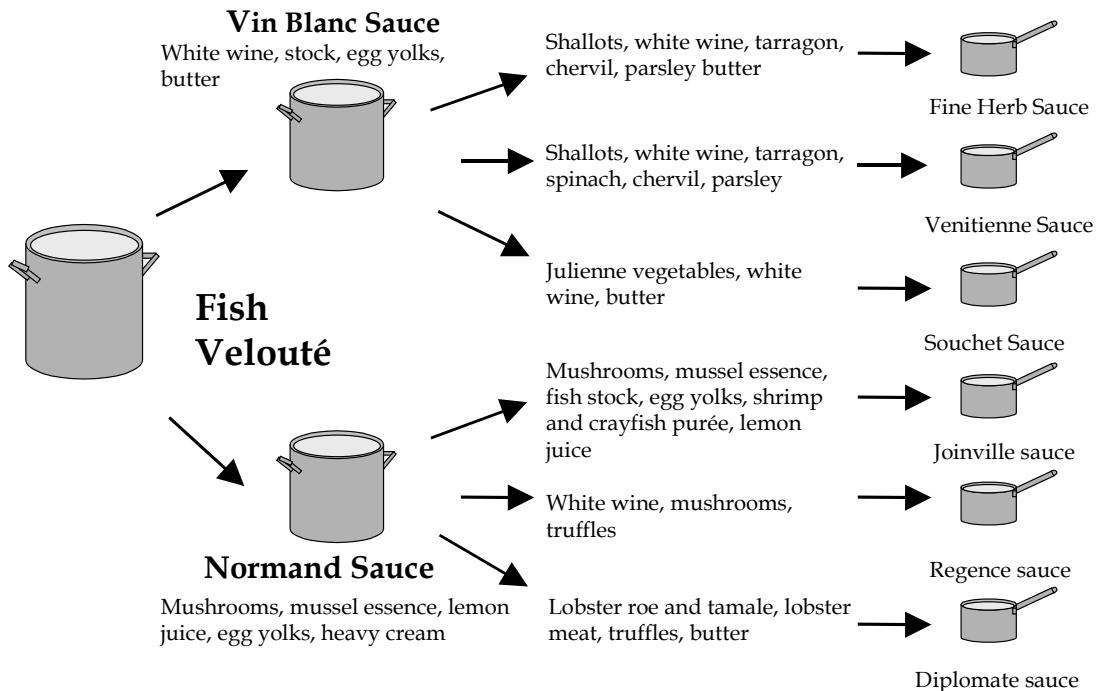 Vin Blanc Sauce
White wine, stock, egg yolks,
butter
Shallots, white wine, tarragon,
chervil, parsley butter
Fine Herb Sauce
Shallots, white wine, tarragon,
spinach, chervil, parsley
Venitienne Sauce
Julienne vegetables, white
wine, butter
Souchet Sauce
Fish
Velouté
Mushrooms, mussel essence,
fish stock, egg yolks, shrimp
and crayfish purée, lemon
juice
Joinville sauce
White wine, mushrooms,
truffles
Regence sauce
Normand Sauce
Mushrooms, mussel essence, lemon
juice, egg yolks, heavy cream
Lobster roe and tamale, lobster
meat, truffles, butter
Diplomate sauce